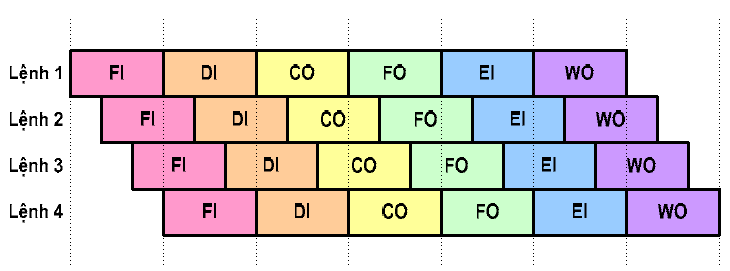 Lệnh 1 FI DI CO FO EI WO
Lệnh 2 FI DI CO FO EI WO
Lệnh 3 FI DI CO FO EI WO
Lệnh 4 FI DI CO FO EI WO